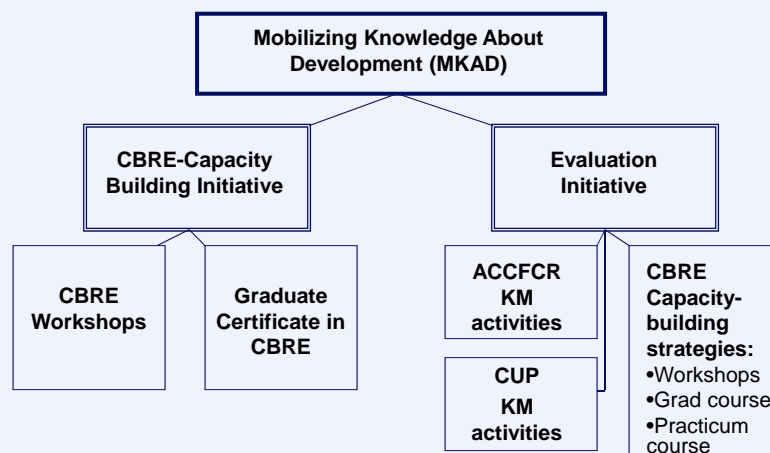 Mobilizing Knowledge About
Development (MKAD)
CBRE-Capacity
Building Initiative
Evaluation
Initiative
CBRE
Workshops
Graduate
Certificate in
CBRE
ACCFCR
KM
activities
CUP
KM
activities
CBRE
Capacity-
building
strategies:
•Workshops
•Grad course
•Practicum
course